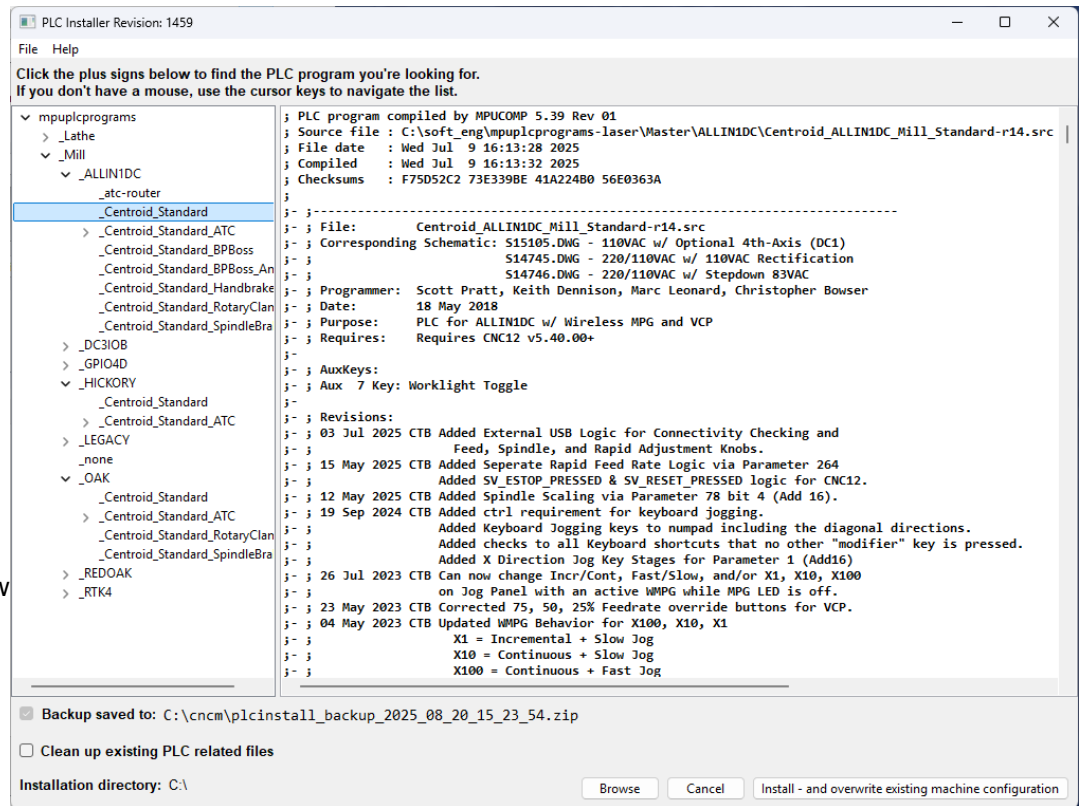 PLC Installer Revision: 1459
File Help
Click the plus signs below to find the PLC program you're looking for.
If you don't have a mouse, use the cursor keys to navigate the list.
mpuplcprograms
_Lathe
_Mill
_ALLIN1DC
_atc-router
_Centroid_Standard
_Centroid_Standard_ATC
_Centroid_Standard_BPBoss
_Centroid_Standard_BPBoss_An
_Centroid_Standard_Handbrake
_Centroid_Standard_RotaryClan
_Centroid_Standard_SpindleBra
_DC3IOB
_GPIO4D
_HICKORY
_Centroid_Standard
_Centroid_Standard_ATC
_LEGACY
_none
_OAK
_Centroid_Standard
_Centroid_Standard_ATC
_Centroid_Standard_RotaryClan
_Centroid_Standard_SpindleBra
_REDOAK
_RTK4
; PLC program compiled by MPUCOMP 5.39 Rev 01
; Source file : C:\soft_eng\mpuplcprograms-laser\Master\ALLIN1DC\Centroid_ALLIN1DC_Mill_Standard-r14.src
; File date : Wed Jul 9 16:13:28 2025
; Compiled : Wed Jul 9 16:13:32 2025
; Checksums : F75D52C2 73E339BE 41A224B0 56E0363A
;
;- ;------------------------------------------------------------------------------
;- ; File: Centroid_ALLIN1DC_Mill_Standard-r14.src
;- ; Corresponding Schematic: S15105.DWG - 110VAC w/ Optional 4th-Axis (DC1)
;- ; S14745.DWG - 220/110VAC w/ 110VAC Rectification
;- ; S14746.DWG - 220/110VAC w/ Stepdown 83VAC
;- ; Programmer: Scott Pratt, Keith Dennison, Marc Leonard, Christopher Bowser
;- ; Date: 18 May 2018
;- ; Purpose: PLC for ALLIN1DC w/ Wireless MPG and VCP
;- ; Requires: Requires CNC12 v5.40.00+
;-
;- ; AuxKeys:
;- ; Aux 7 Key: Worklight Toggle
;-
;- ; Revisions:
;- ; 03 Jul 2025 CTB Added External USB Logic for Connectivity Checking and
;- ; Feed, Spindle, and Rapid Adjustment Knobs.
;- ; 15 May 2025 CTB Added Seperate Rapid Feed Rate Logic via Parameter 264
;- ; Added SV_ESTOP_PRESSED & SV_RESET_PRESSED logic for CNC12.
;- ; 12 May 2025 CTB Added Spindle Scaling via Parameter 78 bit 4 (Add 16).
;- ; 19 Sep 2024 CTB Added ctrl requirement for keyboard jogging.
;- ; Added Keyboard Jogging keys to numpad including the diagonal directions.
;- ; Added checks to all Keyboard shortcuts that no other "modifier" key is pressed.
;- ; Added X Direction Jog Key Stages for Parameter 1 (Add16)
;- ; 26 Jul 2023 CTB Can now change Incr/Cont, Fast/Slow, and/or X1, X10, X100
;- ; on Jog Panel with an active WMPG while MPG LED is off.
;- ; 23 May 2023 CTB Corrected 75, 50, 25% Feedrate override buttons for VCP.
;- ; 04 May 2023 CTB Updated WMPG Behavior for X100, X10, X1
;- ; X1 = Incremental + Slow Jog
;- ; X10 = Continuous + Slow Jog
;- ; X100 = Continuous + Fast Jog
Backup saved to: C:\cncm\plcinstall_backup_2025_08_20_15_23_54.zip
Clean up existing PLC related files
Installation directory: C:\
Browse
Cancel
Install - and overwrite existing machine configuration